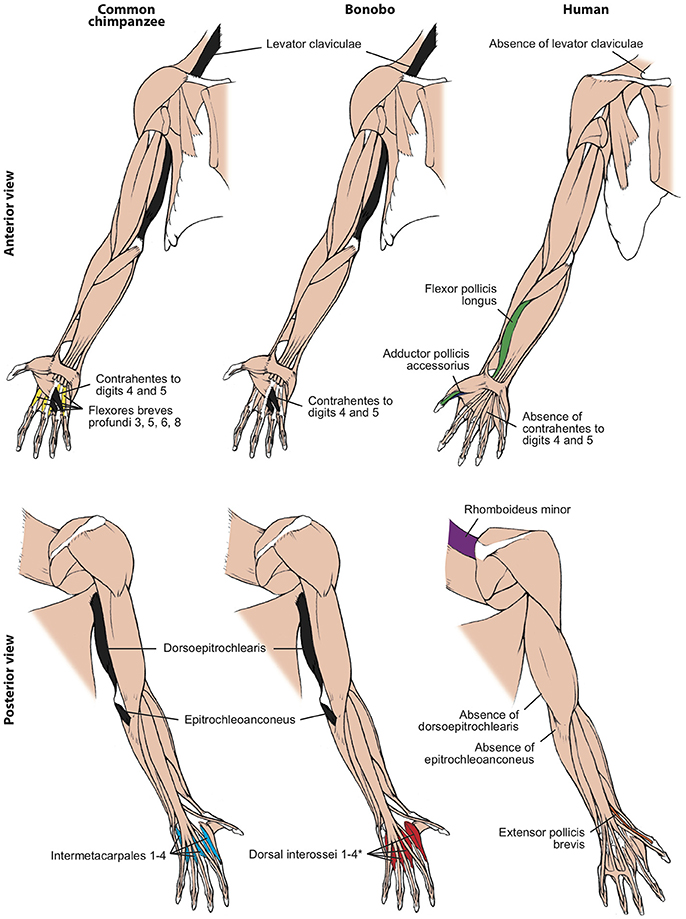 Common
chimpanzee
Bonobo
Human
Levator claviculae
Absence of levator claviculae
Anterior view
Flexor pollicis
longus
Adductor pollicis
accessorius
Contrahentes to
digits 4 and 5
Flexores breves
profundi 3, 5, 6, 8
Contrahentes to
digits 4 and 5
Absence of
contrahentes to
digits 4 and 5
Rhomboideus minor
Posterior view
Dorsoepitrochlearis
Epitrochleoanconeus
Absence of
dorsoepitrochlearis
Absence of
epitrochleoanconeus
Intermetacarpales 1-4
Dorsal interossei 1-4*
Extensor pollicis
brevis